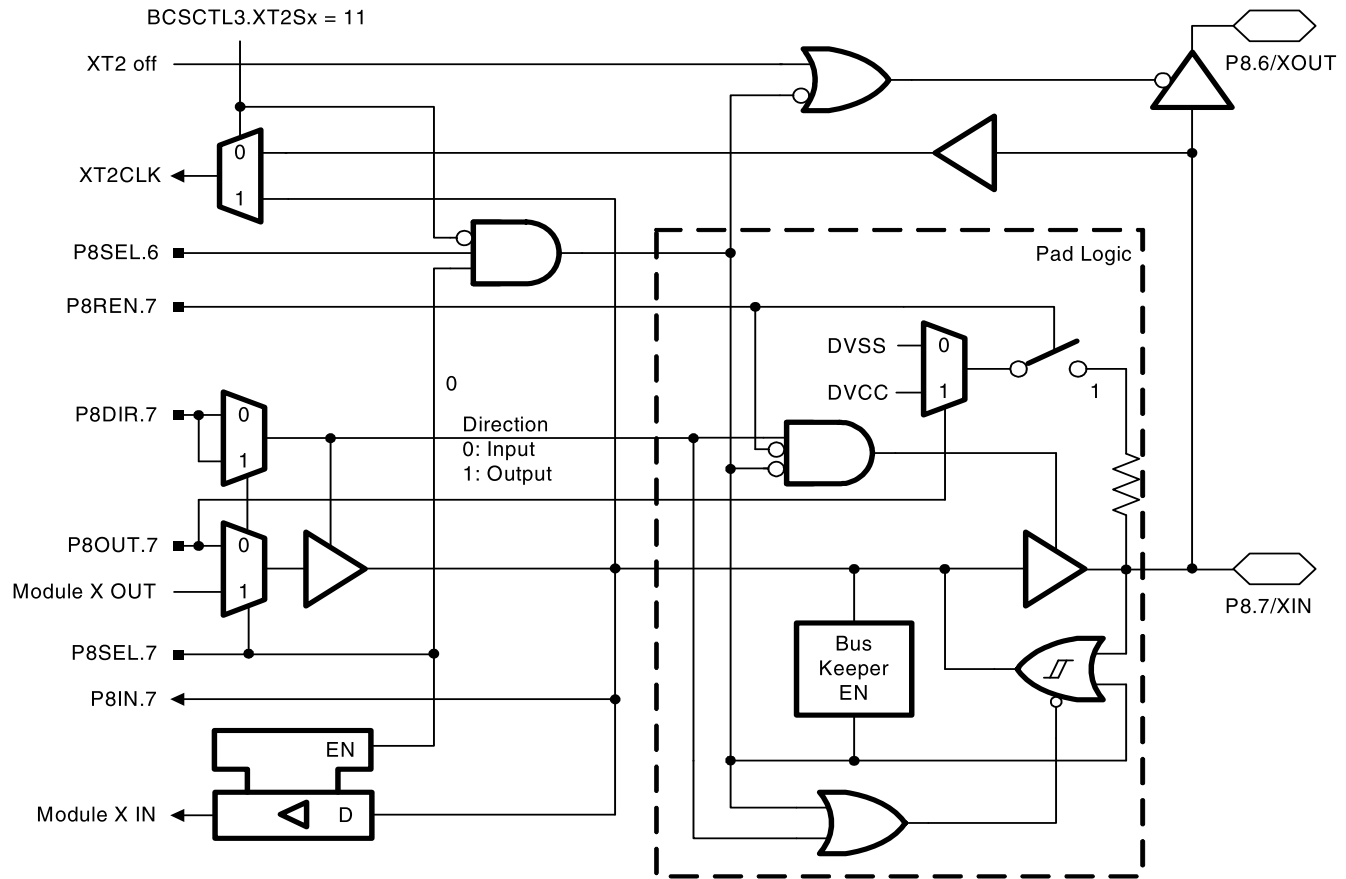 BCSCTL3.XT2Sx = 11
XT2 off
P8.6/XOUT
0
XT2CLK
1
P8SEL.6
Pad Logic
P8REN.7
DVSS
0
0
DVCC
1
1
P8DIR.7
0
Direction
0: Input
1
1: Output
P8OUT.7
0
Module X OUT
1
P8.7/XIN
Bus
Keeper
EN
P8SEL.7
P8IN.7
EN
Module X IN
D